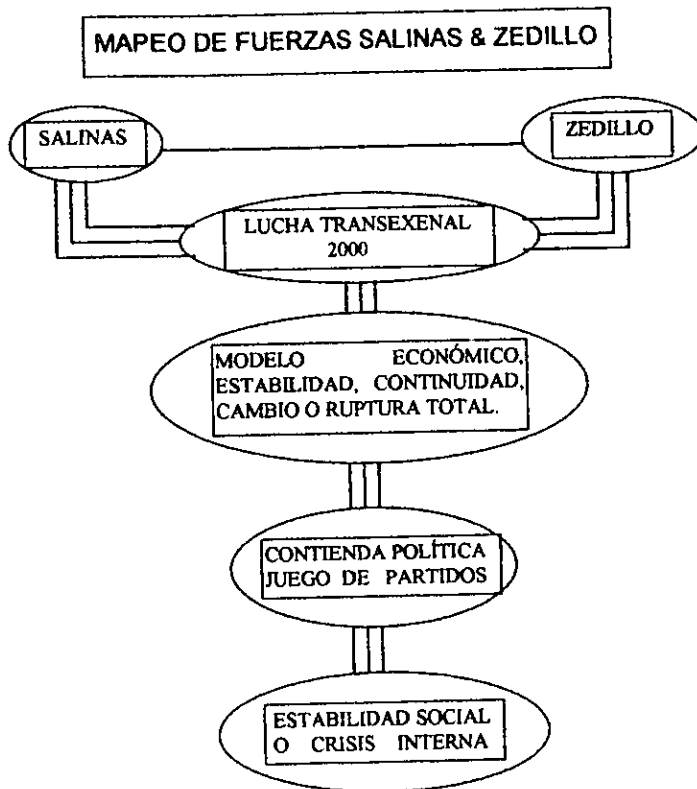 MAPEO DE FUERZAS SALINAS & ZEDILLO
SALINAS
ZEDILLO
LUCHA TRANSEXENAL
2000
MODELO ECONÓMICO,
ESTABILIDAD, CONTINUIDAD,
CAMBIO O RUPTURA TOTAL.
CONTIENDA POLÍTICA
JUEGO DE PARTIDOS
ESTABILIDAD SOCIAL
O CRISIS INTERNA